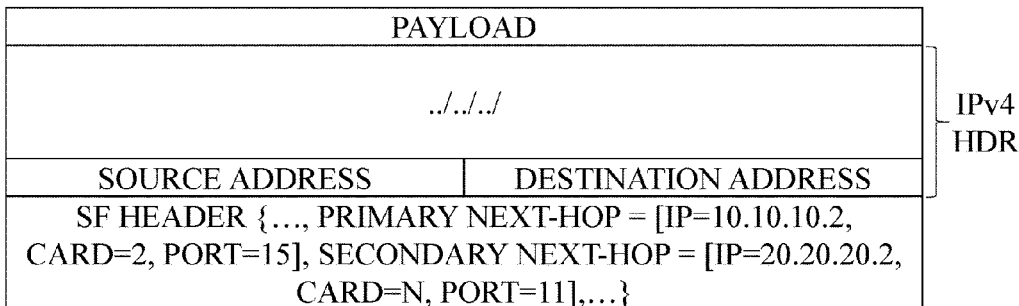 PAYLOAD
../../../
IPv4
HDR
SOURCE ADDRESS DESTINATION ADDRESS
SF HEADER {..., PRIMARY NEXT-HOP = [IP=10.10.10.2,
CARD=2, PORT=15], SECONDARY NEXT-HOP = [IP=20.20.20.2,
CARD=N, PORT=11],...}